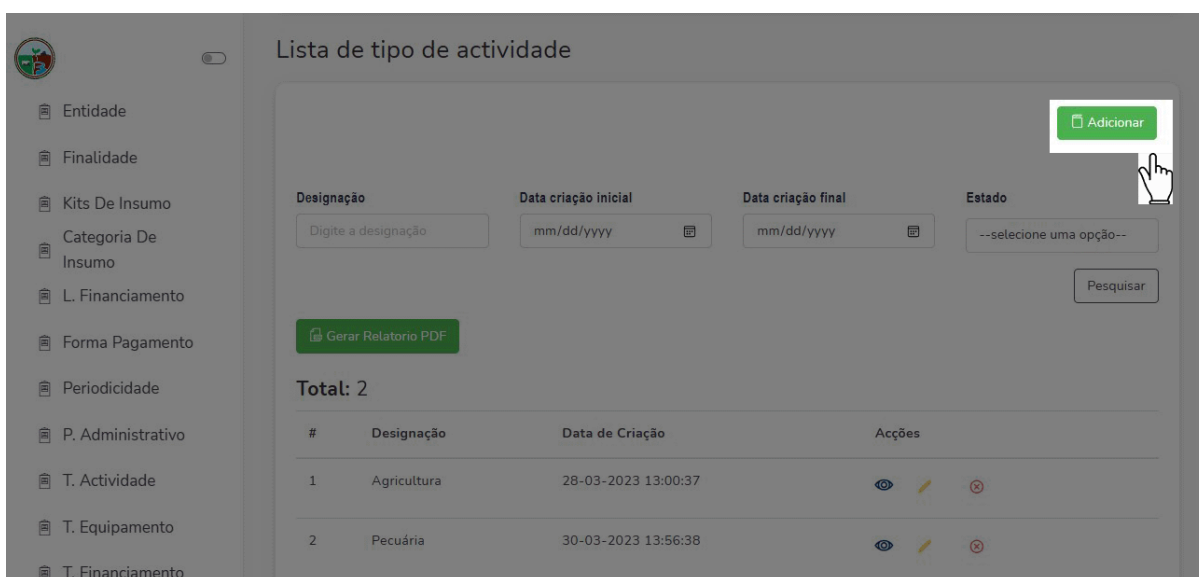 Lista de tipo de actividade
Entidade
Finalidade
Kits De Insumo
Categoria De
Insumo
L. Financiamento
Forma Pagamento
Periodicidade
P. Administrativo
T. Actividade
T. Equipamento
T. Financiamento
Adicionar
Designação Data criação inicial Data criação final Estado
Digite a designação mm/dd/yyyy mm/dd/yyyy --selecione uma opção--
Pesquisar
Gerar Relatorio PDF
Total: 2
# Designação Data de Criação Acções
1 Agricultura 28-03-2023 13:00:37
2 Pecuária 30-03-2023 13:56:38